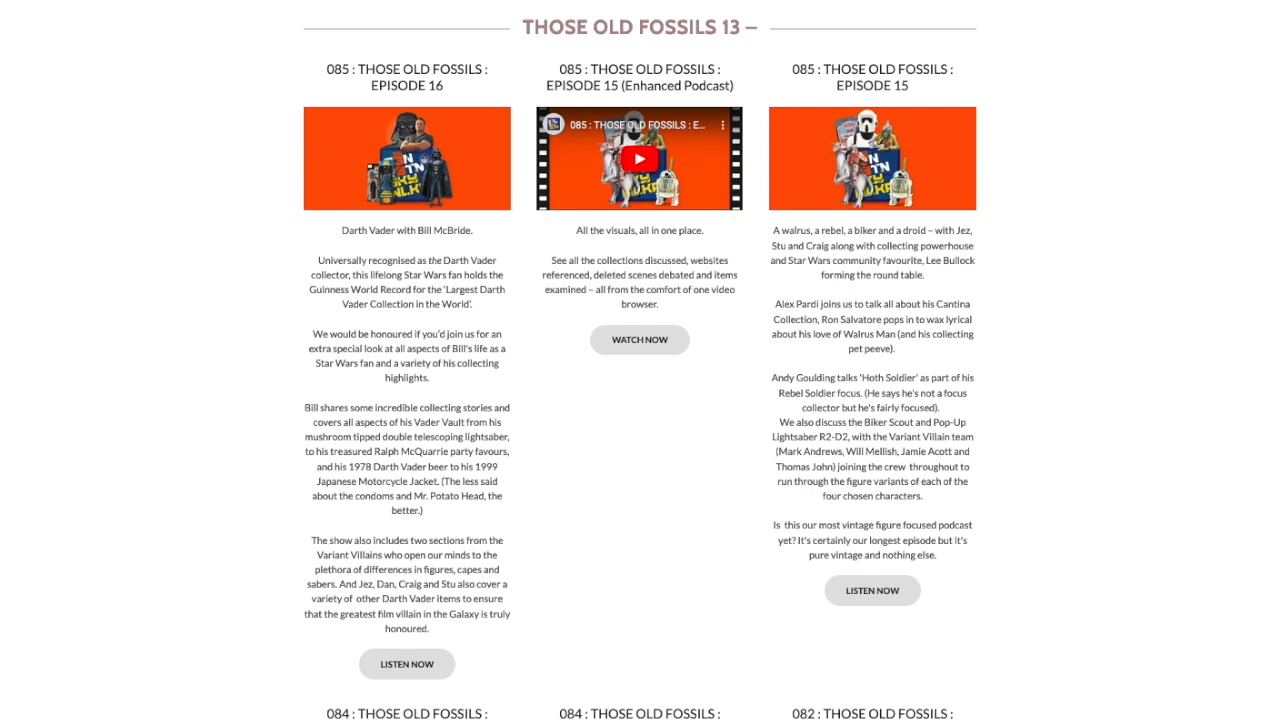 THOSE OLD FOSSILS 13 –
085 : THOSE OLD FOSSILS :
EPISODE 16
Darth Vader with Bill McBride.
Universally recognised as the Darth Vader
collector, this lifelong Star Wars fan holds the
Guinness World Record for the 'Largest Darth
Vader Collection in the World'.
We would be honoured if you'd join us for an
extra special look at all aspects of Bill's life as a
Star Wars fan and a variety of his collecting
highlights.
Bill shares some incredible collecting stories and
covers all aspects of his Vader Vault from his
mushroom tipped double telescoping lightsaber,
to his treasured Ralph McQuarrie party favours,
and his 1978 Darth Vader beer to his 1999
Japanese Motorcycle Jacket. (The less said
about the condoms and Mr. Potato Head, the
better.)
The show also includes two sections from the
Variant Villains who open our minds to the
plethora of differences in figures, capes and
sabers. And Jez, Dan, Craig and Stu also cover a
variety of other Darth Vader items to ensure
that the greatest film villain in the Galaxy is truly
honoured.
LISTEN NOW
085 : THOSE OLD FOSSILS :
EPISODE 15 (Enhanced Podcast)
085 : THOSE OLD FOSSILS : E...
All the visuals, all in one place.
See all the collections discussed, websites
referenced, deleted scenes debated and items
examined – all from the comfort of one video
browser.
WATCH NOW
085 : THOSE OLD FOSSILS :
EPISODE 15
A walrus, a rebel, a biker and a droid – with Jez,
Stu and Craig along with collecting powerhouse
and Star Wars community favourite, Lee Bullock
forming the round table.
Alex Pardi joins us to talk all about his Cantina
Collection, Ron Salvatore pops in to wax lyrical
about his love of Walrus Man (and his collecting
pet peeve).
Andy Goulding talks 'Hoth Soldier' as part of his
Rebel Soldier focus. (He says he's not a focus
collector but he's fairly focused).
We also discuss the Biker Scout and Pop-Up
Lightsaber R2-D2, with the Variant Villain team
(Mark Andrews, Will Mellish, Jamie Acott and
Thomas John) joining the crew throughout to
run through the figure variants of each of the
four chosen characters.
Is this our most vintage figure focused podcast
yet? It's certainly our longest episode but it's
pure vintage and nothing else.
LISTEN NOW
084 : THOSE OLD FOSSILS :
084 : THOSE OLD FOSSILS :
082 : THOSE OLD FOSSILS :